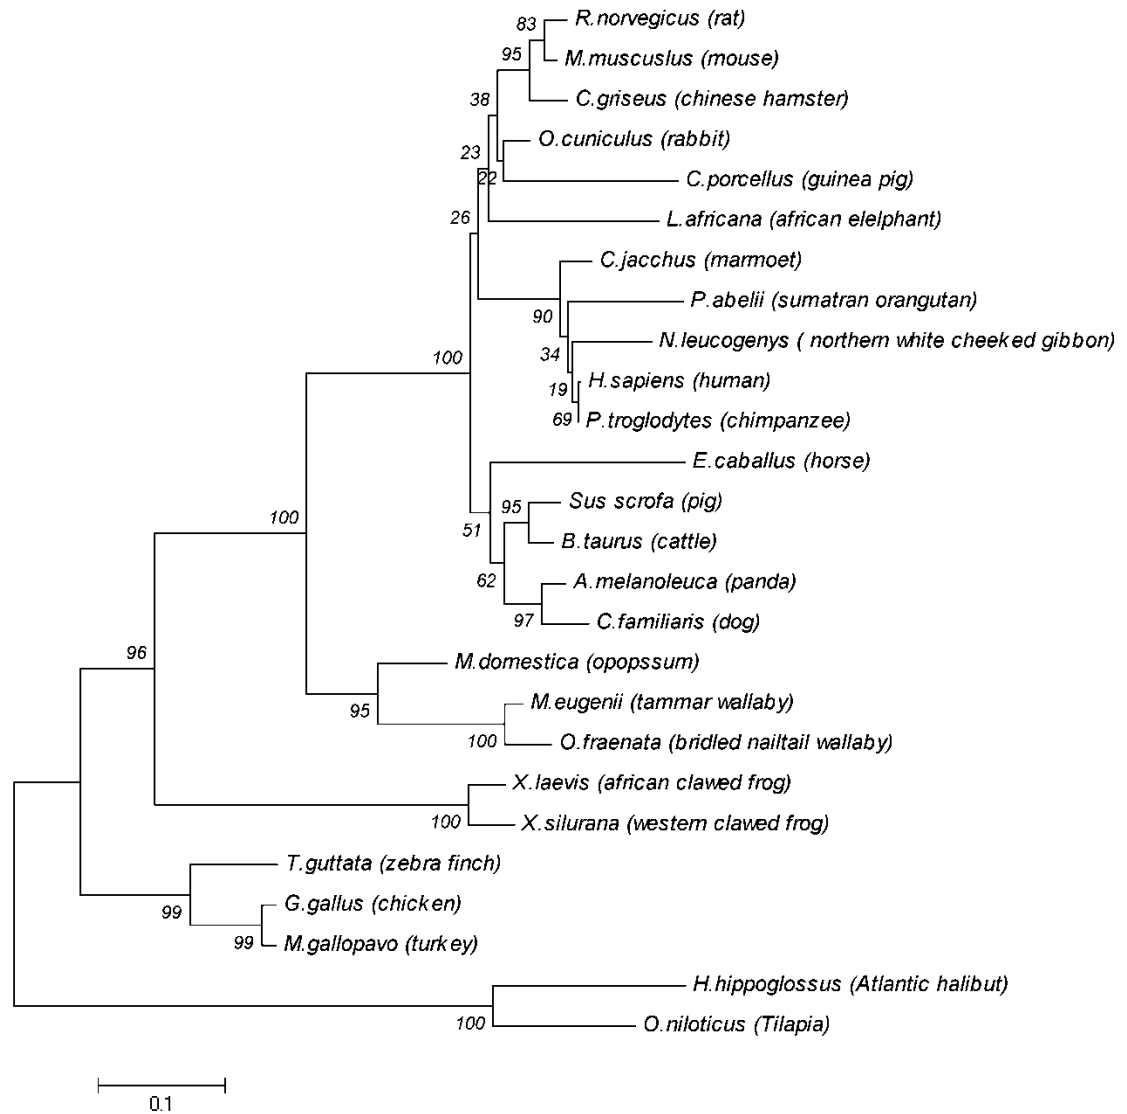 83
R.norvegicus (rat)
95
M.muscuslus (mouse)
38
C.griseus (chinese hamster)
O.cuniculus (rabbit)
23
22
C.porcellus (guinea pig)
26
L.africana (african elelphant)
C.jacchus (marmoet)
P.abelii (sumatran orangutan)
90
N.leucogenys ( northern white cheeked gibbon)
100
34
H.sapiens (human)
19
69
P.troglodytes (chimpanzee)
E.caballus (horse)
95
Sus scrofa (pig)
100
51
B.taurus (cattle)
62
A.melanoleuca (panda)
97
C.familiaris (dog)
96
M.domestica (opopssum)
M.eugenii (tammar wallaby)
95
100
O.fraenata (bridled nailtail wallaby)
X.laevis (african clawed frog)
100
X.silurana (western clawed frog)
T.guttata (zebra finch)
99
G.gallus (chicken)
99
M.gallopavo (turkey)
H.hippoglossus (Atlantic halibut)
100
O.niloticus (Tilapia)
0.1